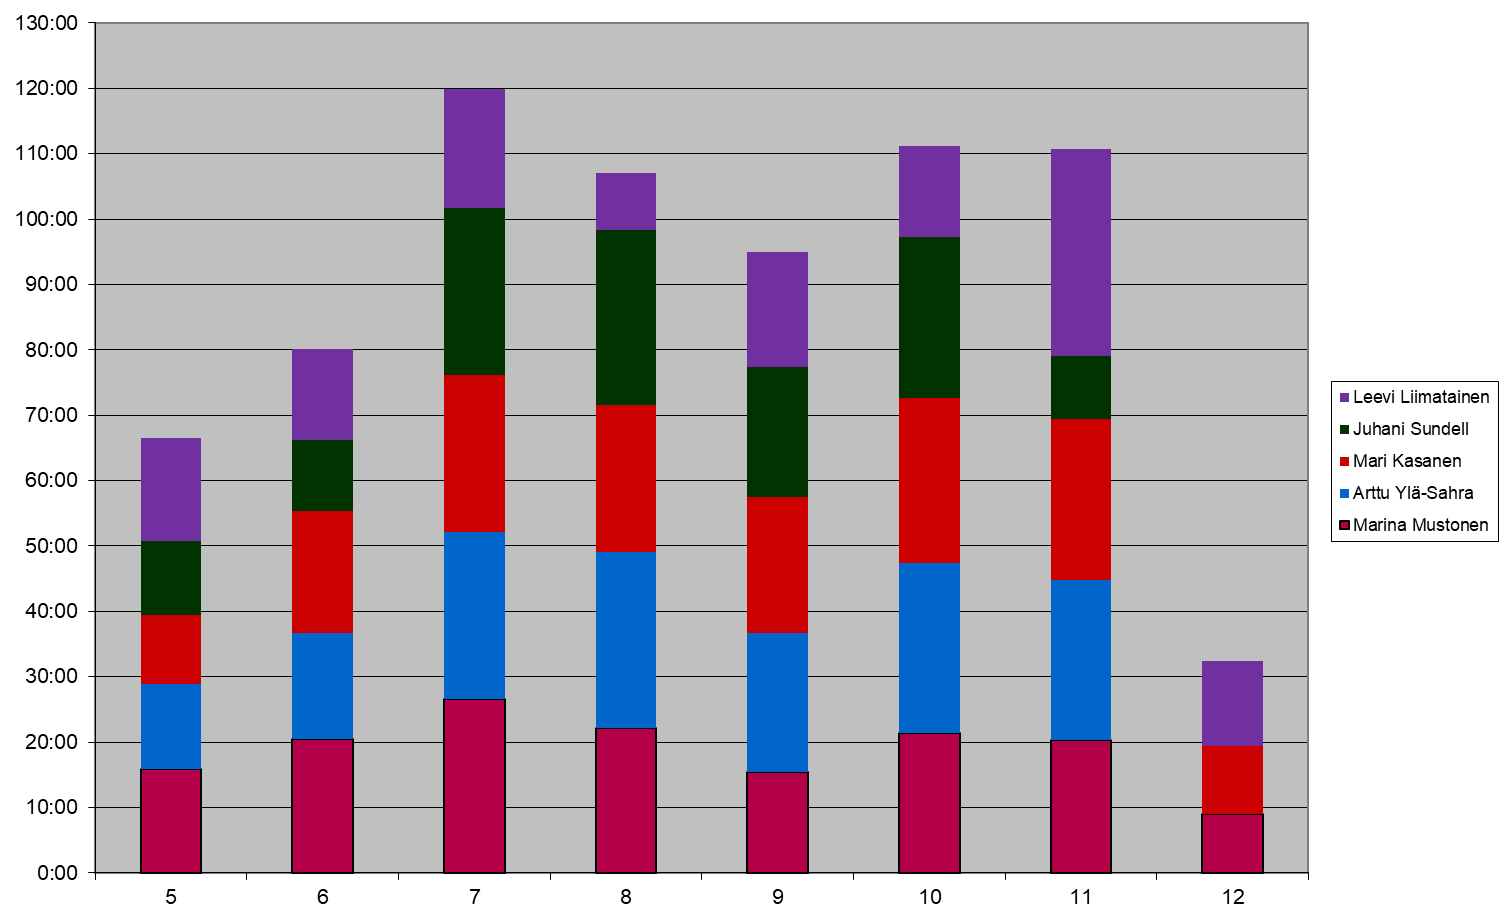 130:00
120:00
110:00
100:00
90:00
80:00
70:00
60:00
50:00
40:00
30:00
20:00
10:00
0:00
5 6 7 8 9 10 11 12
Leevi Liimatainen
Juhani Sundell
Mari Kasanen
Arttu Ylä-Sahra
Marina Mustonen